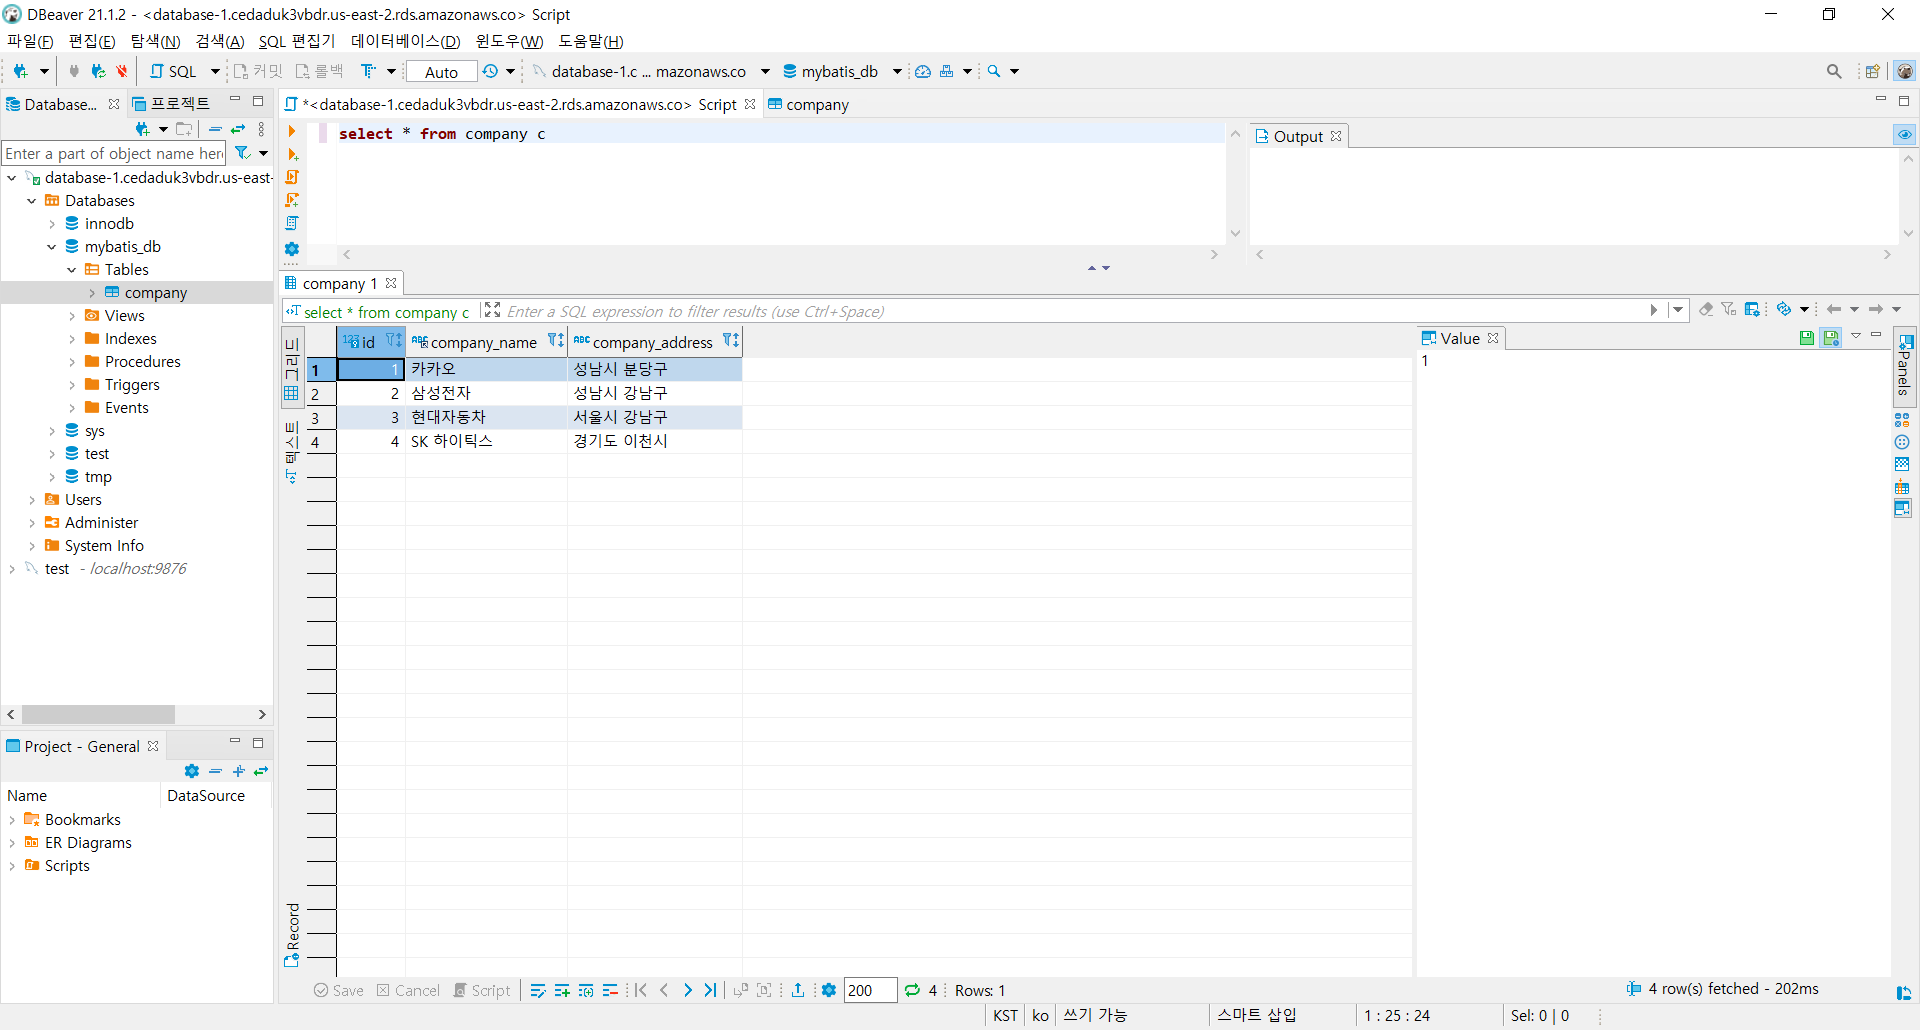 DBeaver 21.1.2 - <database-1.cedaduk3vbdr.us-east-2.rds.amazonaws.co> Script
파일(F) 편집(E) 탐색(N) 검색(A) SQL 편집기 데이터베이스(D) 윈도우(W) 도움말(H)
SQL 커밋 롤백 Auto database-1.c ... mazonaws.co mybatis_db
Database... 프로젝트
Enter a part of object name her
database-1.cedaduk3vbdr.us-east-
Databases
innodb
mybatis_db
Tables
company
Views
Indexes
Procedures
Triggers
Events
sys
test
tmp
Users
Administer
System Info
test - localhost:9876
Project - General
Name DataSource
Bookmarks
ER Diagrams
Scripts
*<database-1.cedaduk3vbdr.us-east-2.rds.amazonaws.co> Script company
select * from company c
Output
company 1
select * from company c Enter a SQL expression to filter results (use Ctrl+Space)
그리드
텍스트
Record
id company_name company_address
1 1 카카오 성남시 분당구
2 2 삼성전자 성남시 강남구
3 3 현대자동차 서울시 강남구
4 4 SK 하이틱스 경기도 이천시
Value
1
Panels
Save Cancel Script 200 4 Rows: 1
4 row(s) fetched - 202ms
KST ko 쓰기 가능 스마트 삽입 1 : 25 : 24 Sel: 0 | 0